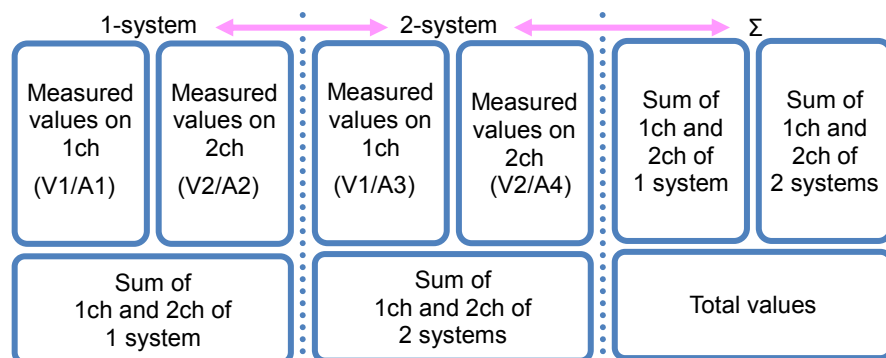 1-system
2-system
Σ
Measured
values on
1ch
(V1/A1)
Measured
values on
2ch
(V2/A2)
Measured
values on
1ch
(V1/A3)
Measured
values on
2ch
(V2/A4)
Sum of
1ch and
2ch of
1 system
Sum of
1ch and
2ch of
2 systems
Sum of
1ch and 2ch of
1 system
Sum of
1ch and 2ch of
2 systems
Total values